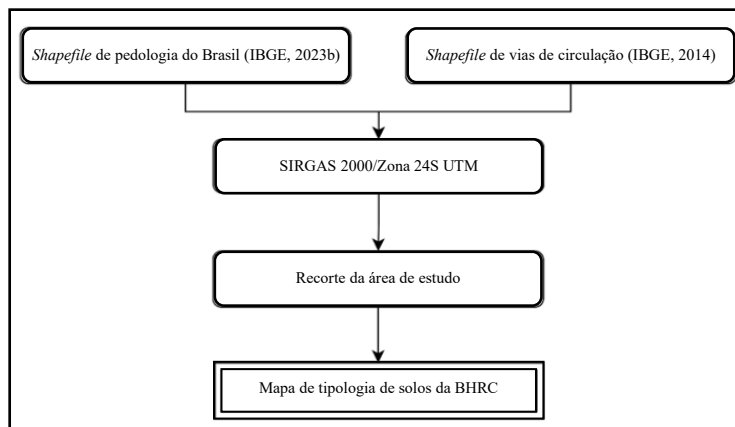 Shapefile de pedologia do Brasil (IBGE, 2023b)
Shapefile de vias de circulação (IBGE, 2014)
SIRGAS 2000/Zona 24S UTM
Recorte da área de estudo
Mapa de tipologia de solos da BHRC